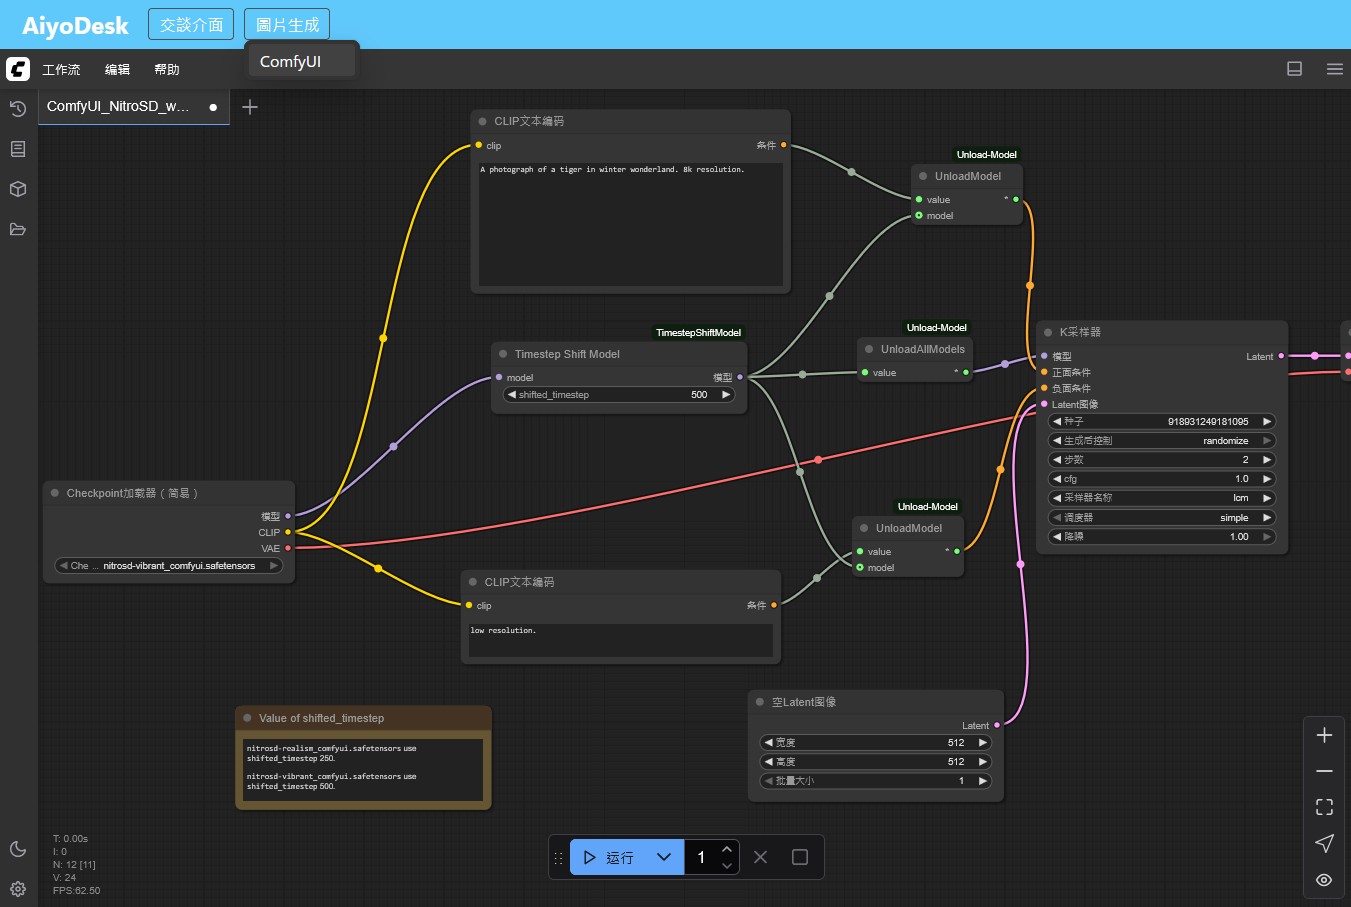 AiyoDesk
交談介面
圖片生成
ComfyUI
工作流
编辑
帮助
ComfyUI_NitroSD_w...
CLIP文本编码
clip
条件
A photograph of a tiger in winter wonderland. 8k resolution.
Unload-Model
UnloadModel
value
*
model
TimestepShiftModel
Timestep Shift Model
model
模型
shifted_timestep
500
Unload-Model
UnloadAllModels
value
*
K采样器
模型
Latent
正面条件
负面条件
Latent图像
种子
918931249181095
生成后控制
randomize
步数
2
cfg
1.0
采样器名称
lcm
调度器
simple
降噪
1.00
Unlo
Checkpoint加载器（简易）
模型
CLIP
VAE
Che ...
nitrosd-vibrant_comfyui.safetensors
Unload-Model
UnloadModel
value
*
model
CLIP文本编码
clip
条件
low resolution.
Value of shifted_timestep
nitrosd-realism_comfyui.safetensors use
shifted_timestep 250.
nitrosd-vibrant_comfyui.safetensors use
shifted_timestep 500.
空Latent图像
Latent
宽度
512
高度
512
批量大小
1
T: 0.00s
I: 0
N: 12 [11]
V: 24
FPS:62.50
运行
1